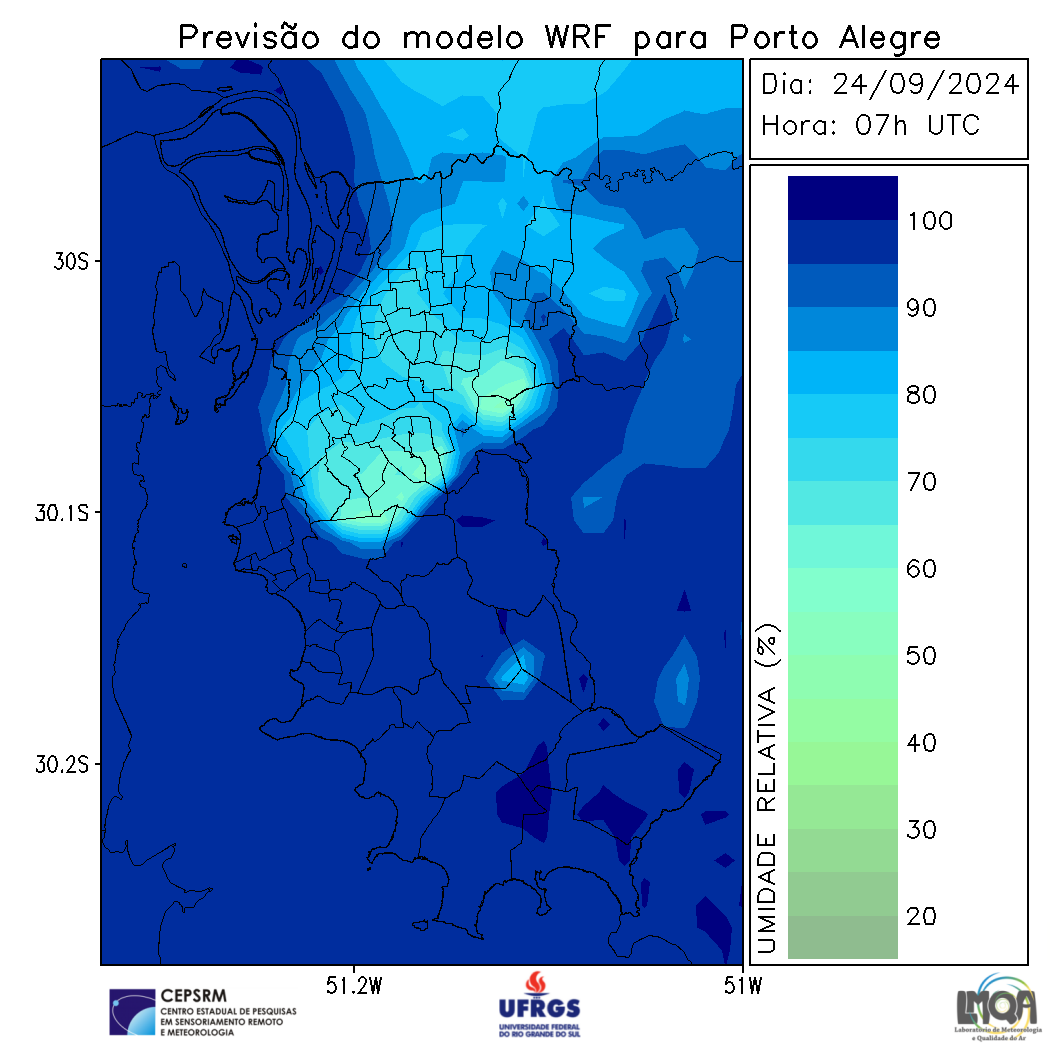 Previsão do modelo WRF para Porto Alegre
Dia: 24/09/2024
Hora: 07h UTC
30S
30.1S
30.2S
51.2W
51W
UMIDADE RELATIVA (%)
100
90
80
70
60
50
40
30
20
CEPSRM
CENTRO ESTADUAL DE PESQUISAS
EM SENSORIAMENTO REMOTO
E METEOROLOGIA
UFRGS
UNIVERSIDADE FEDERAL
DO RIO GRANDE DO SUL
LMQA
Laboratório de Meteorologia
e Qualidade do Ar